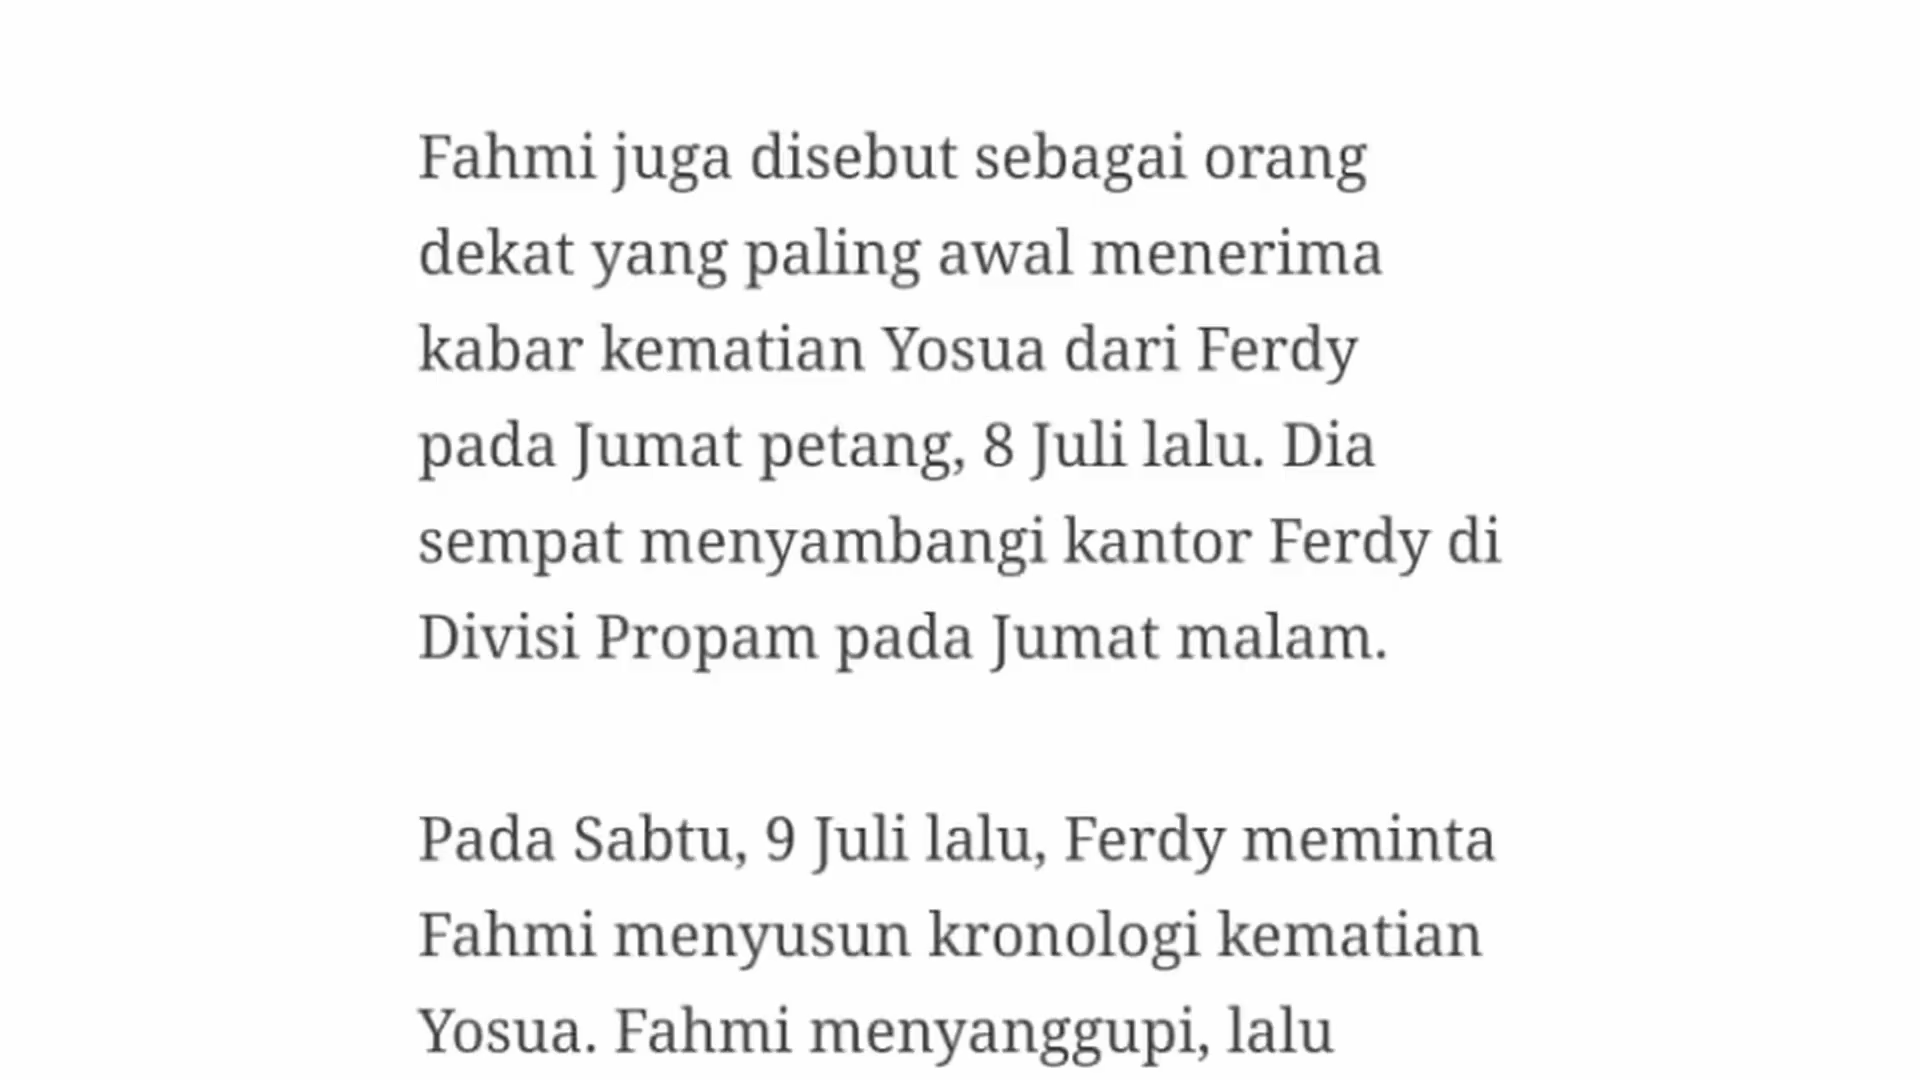 Fahmi juga disebut sebagai orang
dekat yang paling awal menerima
kabar kematian Yosua dari Ferdy
pada Jumat petang, 8 Juli lalu. Dia
sempat menyambangi kantor Ferdy di
Divisi Propam pada Jumat malam.
Pada Sabtu, 9 Juli lalu, Ferdy meminta
Fahmi menyusun kronologi kematian
Yosua. Fahmi menyanggupi, lalu